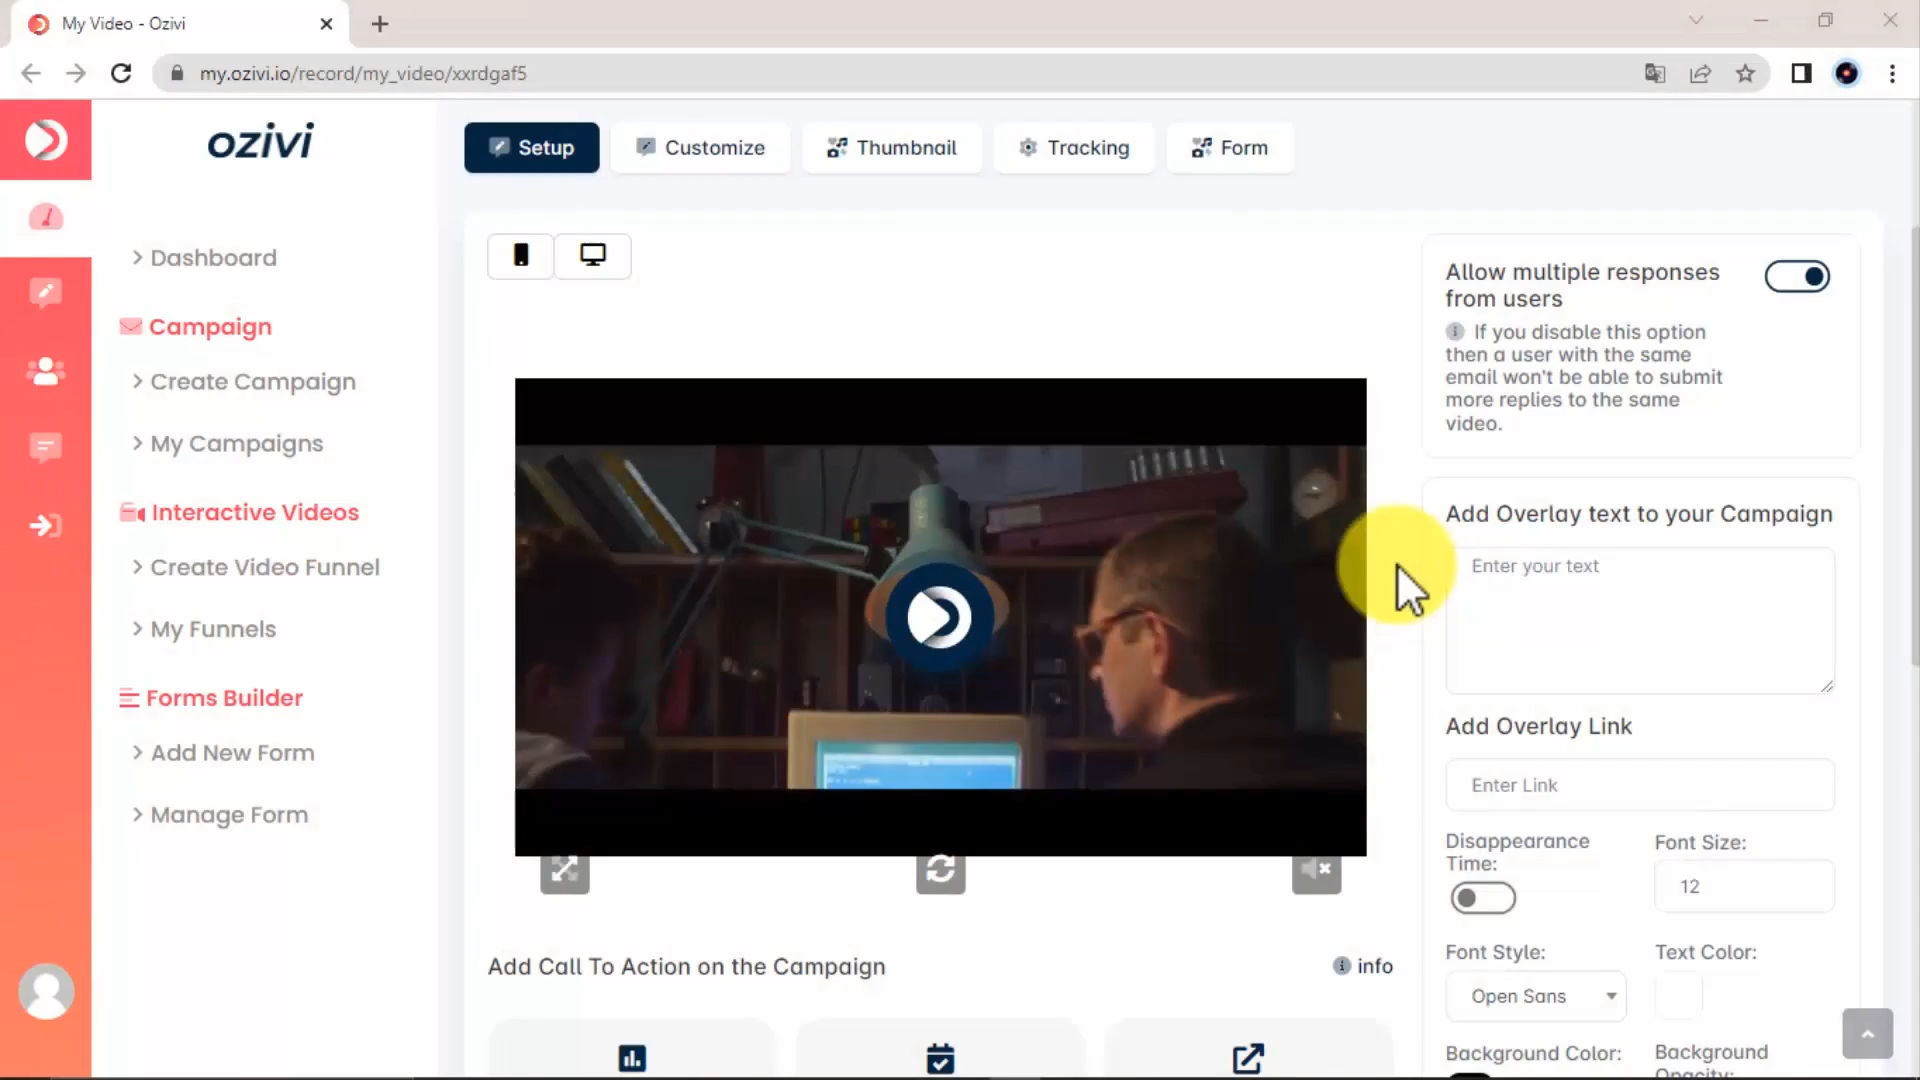 My Video - Ozivi
my.ozivi.io/record/my_video/xxrdgaf5
ozivi
Setup
Customize
Thumbnail
Tracking
Form
Dashboard
Campaign
Create Campaign
My Campaigns
Interactive Videos
Create Video Funnel
My Funnels
Forms Builder
Add New Form
Manage Form
Allow multiple responses
from users
If you disable this option
then a user with the same
email won't be able to submit
more replies to the same
video.
Add Overlay text to your Campaign
Enter your text
Add Overlay Link
Enter Link
Disappearance
Time:
Font Size:
12
Font Style:
Text Color:
Open Sans
Background Color:
Background
Opacity:
Add Call To Action on the Campaign
info